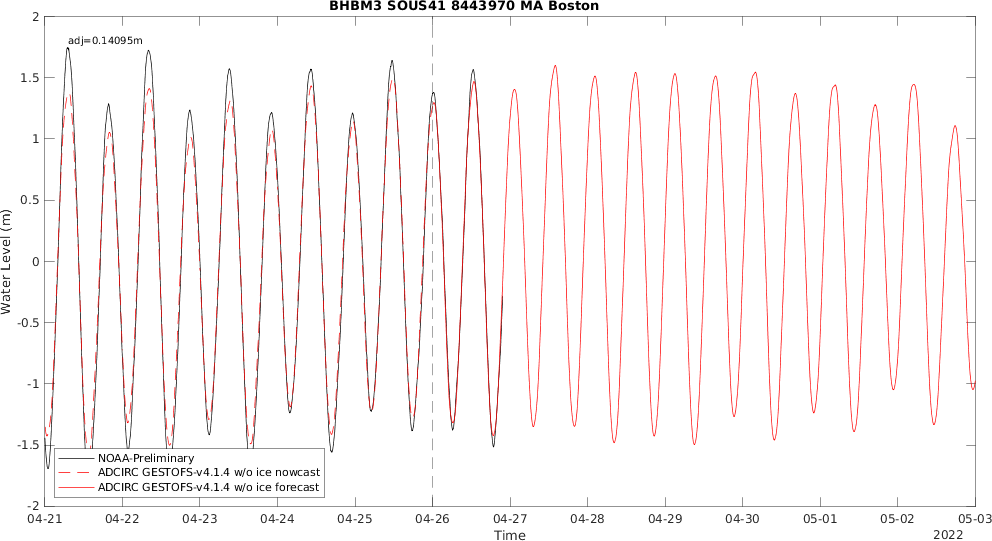 BHBM3 SOUS41 8443970 MA Boston
adj=0.14095m
2
1.5
1
0.5
0
-0.5
-1
-1.5
-2
Water Level (m)
NOAA-Preliminary
ADCIRC GESTOFS-v4.1.4 w/o ice nowcast
ADCIRC GESTOFS-v4.1.4 w/o ice forecast
04-21 04-22 04-23 04-24 04-25 04-26 04-27 04-28 04-29 04-30 05-01 05-02 05-03
Time
2022